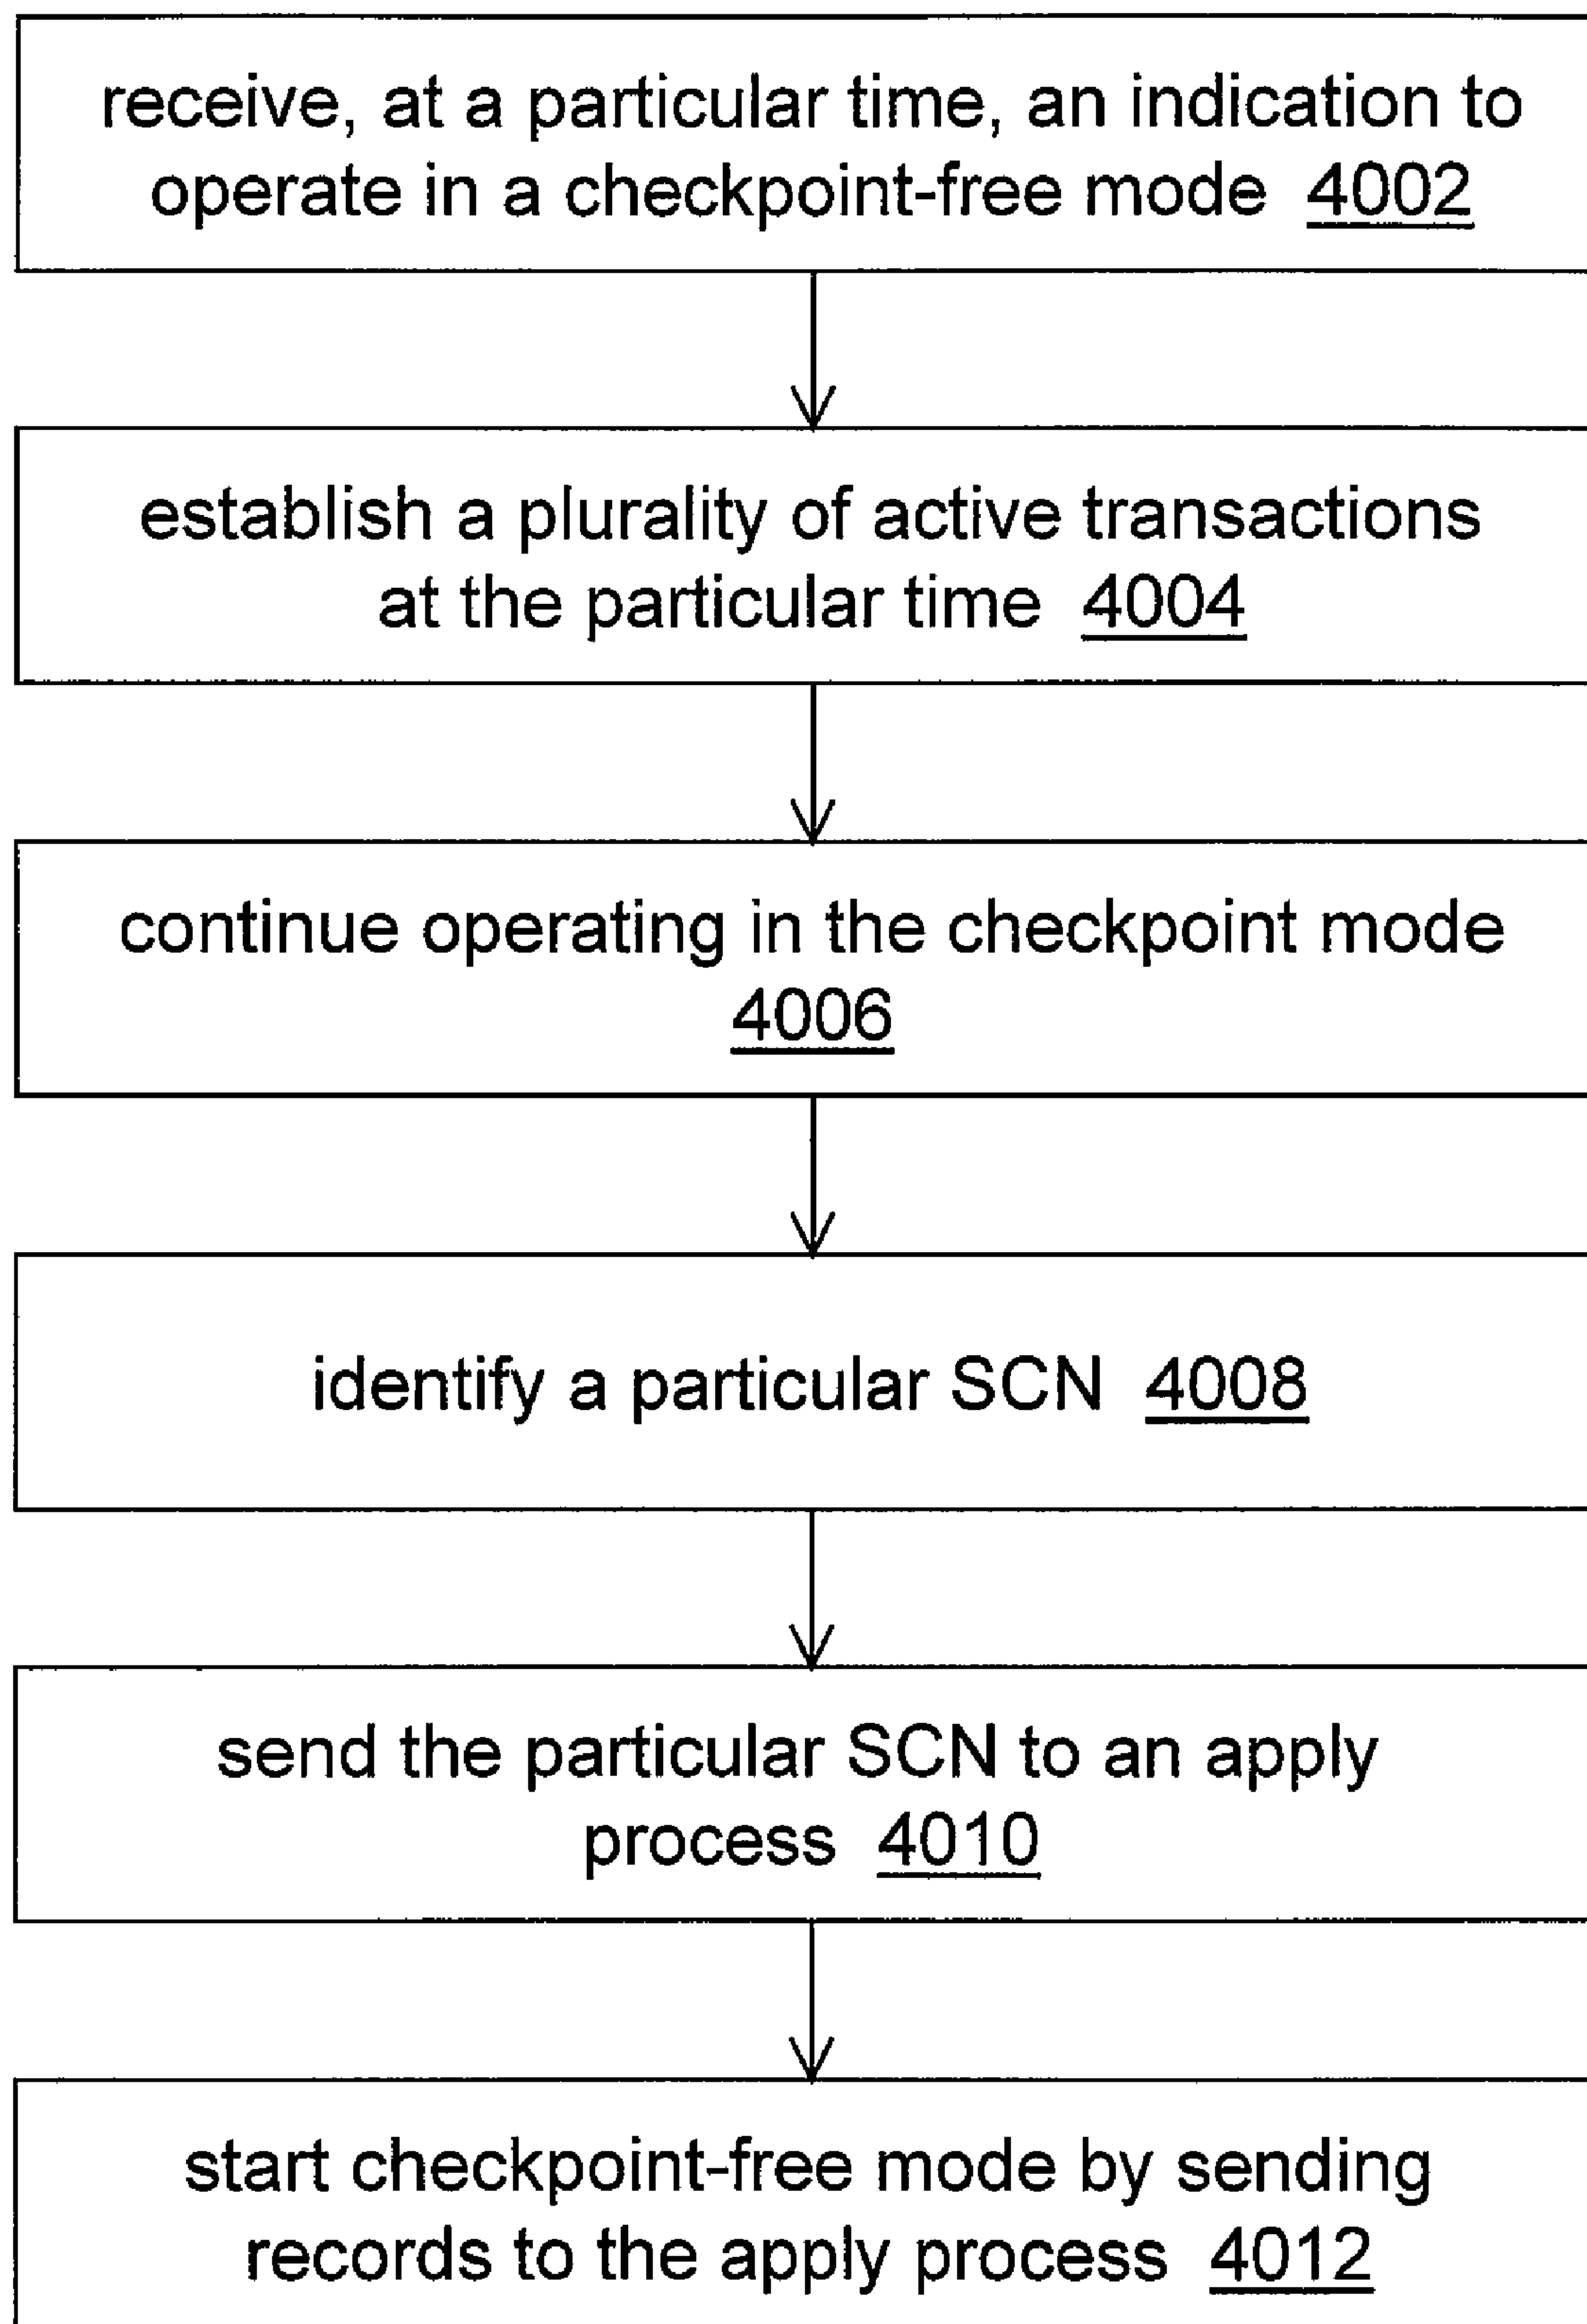 receive, at a particular time, an indication to
operate in a checkpoint-free mode 4002
establish a plurality of active transactions
at the particular time 4004
continue operating in the checkpoint mode
4006
identify a particular SCN 4008
send the particular SCN to an apply
process 4010
start checkpoint-free mode by sending
records to the apply process 4012